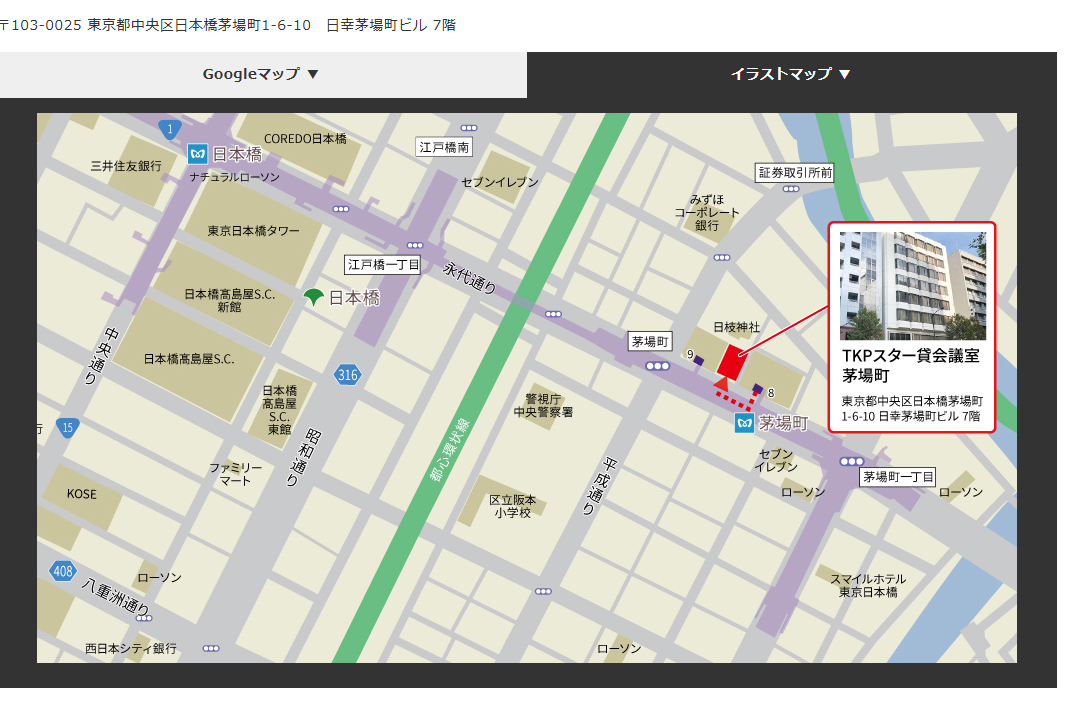 〒103-0025 東京都中央区日本橋茅場町1-6-10　日幸茅場町ビル 7階
Googleマップ ▼
イラストマップ ▼
1
COREDO日本橋
日本橋
三井住友銀行
ナチュラルローソン
江戸橋南
セブンイレブン
証券取引所前
みずほ
コーポレート
銀行
東京日本橋タワー
江戸橋一丁目
永代通り
日本橋髙島屋S.C.
新館
日本橋
中央通り
日本橋髙島屋S.C.
316
日枝神社
茅場町
9
8
TKPスター貸会議室
茅場町
東京都中央区日本橋茅場町
1-6-10 日幸茅場町ビル 7階
日本橋
髙島屋
S.C.
東館
警視庁
中央警察署
茅場町
行
15
昭和通り
都心環状線
セブン
イレブン
ファミリー
マート
平成通り
茅場町一丁目
ローソン
ローソン
KOSE
区立阪本
小学校
408
八重洲通り
ローソン
スマイルホテル
東京日本橋
西日本シティ銀行
ローソン